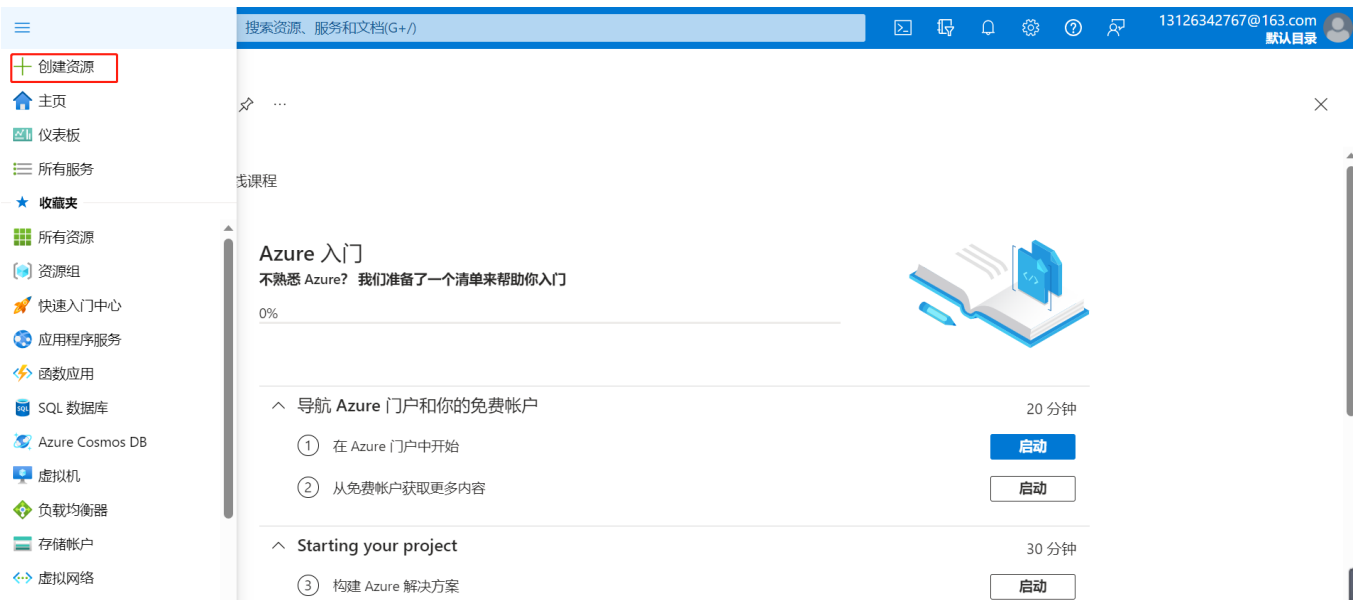 搜索资源、服务和文档(G+/)
13126342767@163.com
默认目录
创建资源
主页
仪表板
所有服务
收藏夹
所有资源
资源组
快速入门中心
应用程序服务
函数应用
SQL 数据库
Azure Cosmos DB
虚拟机
负载均衡器
存储帐户
虚拟网络
···
线课程
Azure 入门
不熟悉 Azure? 我们准备了一个清单来帮助你入门
0%
导航 Azure 门户和你的免费帐户 20 分钟
1 在 Azure 门户中开始 启动
2 从免费帐户获取更多内容 启动
Starting your project 30 分钟
3 构建 Azure 解决方案 启动